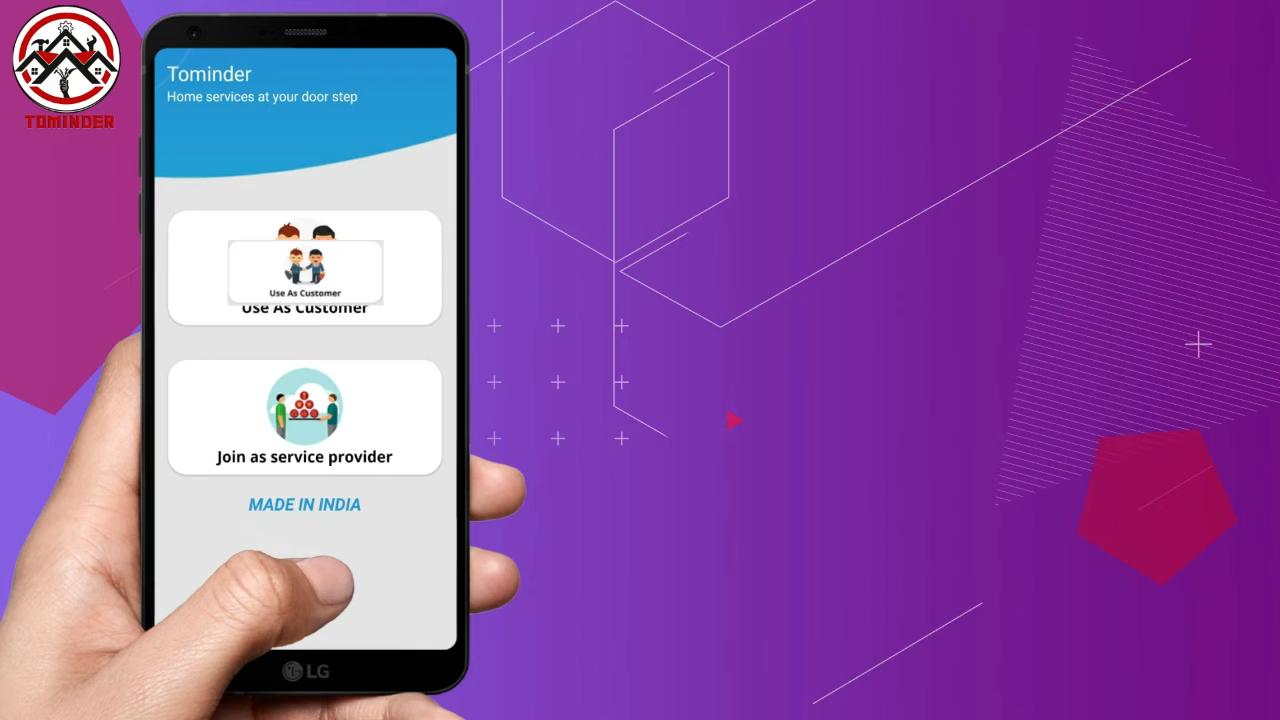 TOMINDER
Tominder
Home services at your door step
Use As Customer
Use As Customer
Join as service provider
MADE IN INDIA
LG